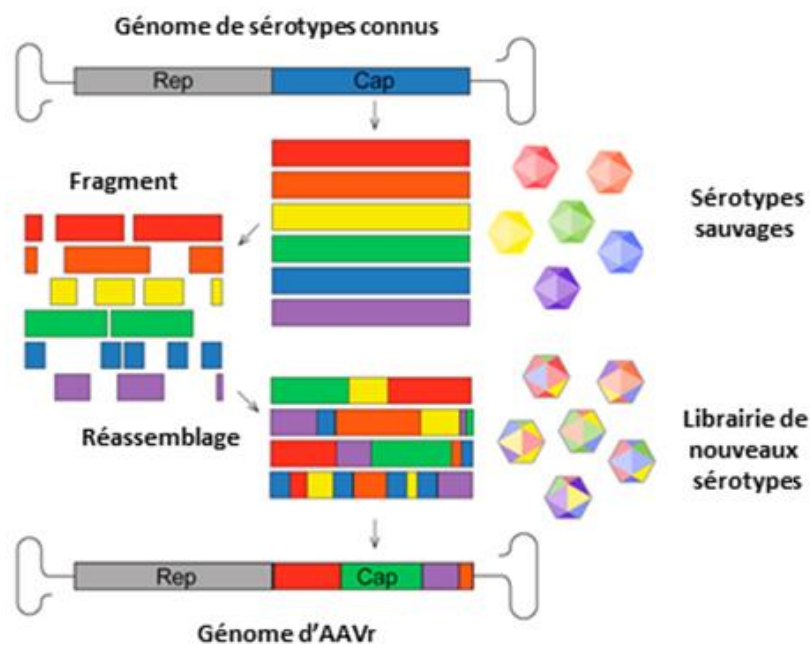 Génome de sérotypes connus
Rep
Cap
Fragment
Sérotypes
sauvages
Réassemblage
Librairie de
nouveaux
sérotypes
Rep
Cap
Génome d'AAVr